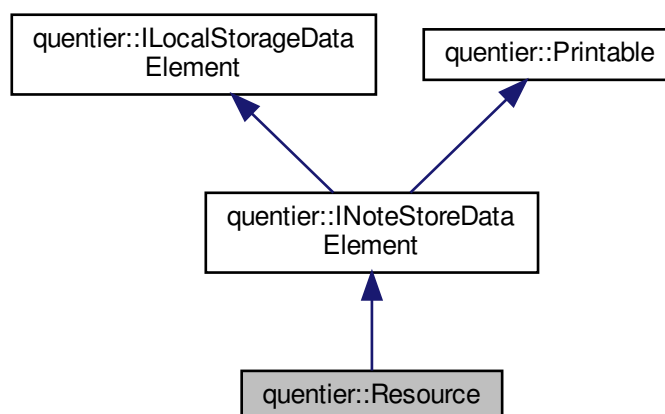 quentier::ILocalStorageData
Element
quentier::Printable
quentier::INoteStoreData
Element
quentier::Resource